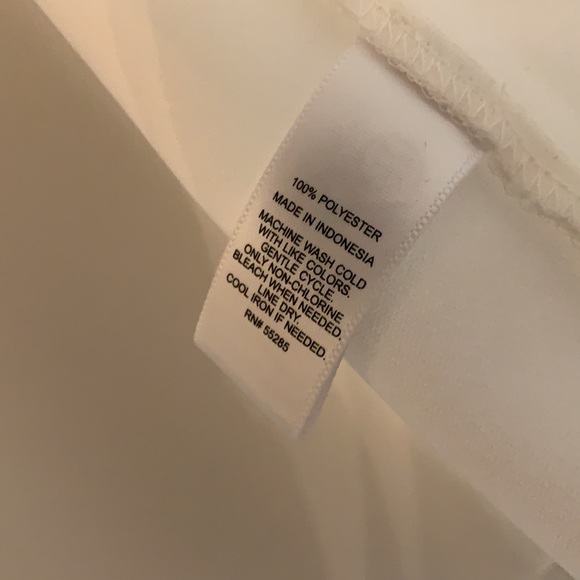 100% POLYESTER
MADE IN INDONESIA
MACHINE WASH COLD
WITH LIKE COLORS.
GENTLE CYCLE.
ONLY NON-CHLORINE
BLEACH WHEN NEEDED.
LINE DRY.
COOL IRON IF NEEDED.
RN# 55285